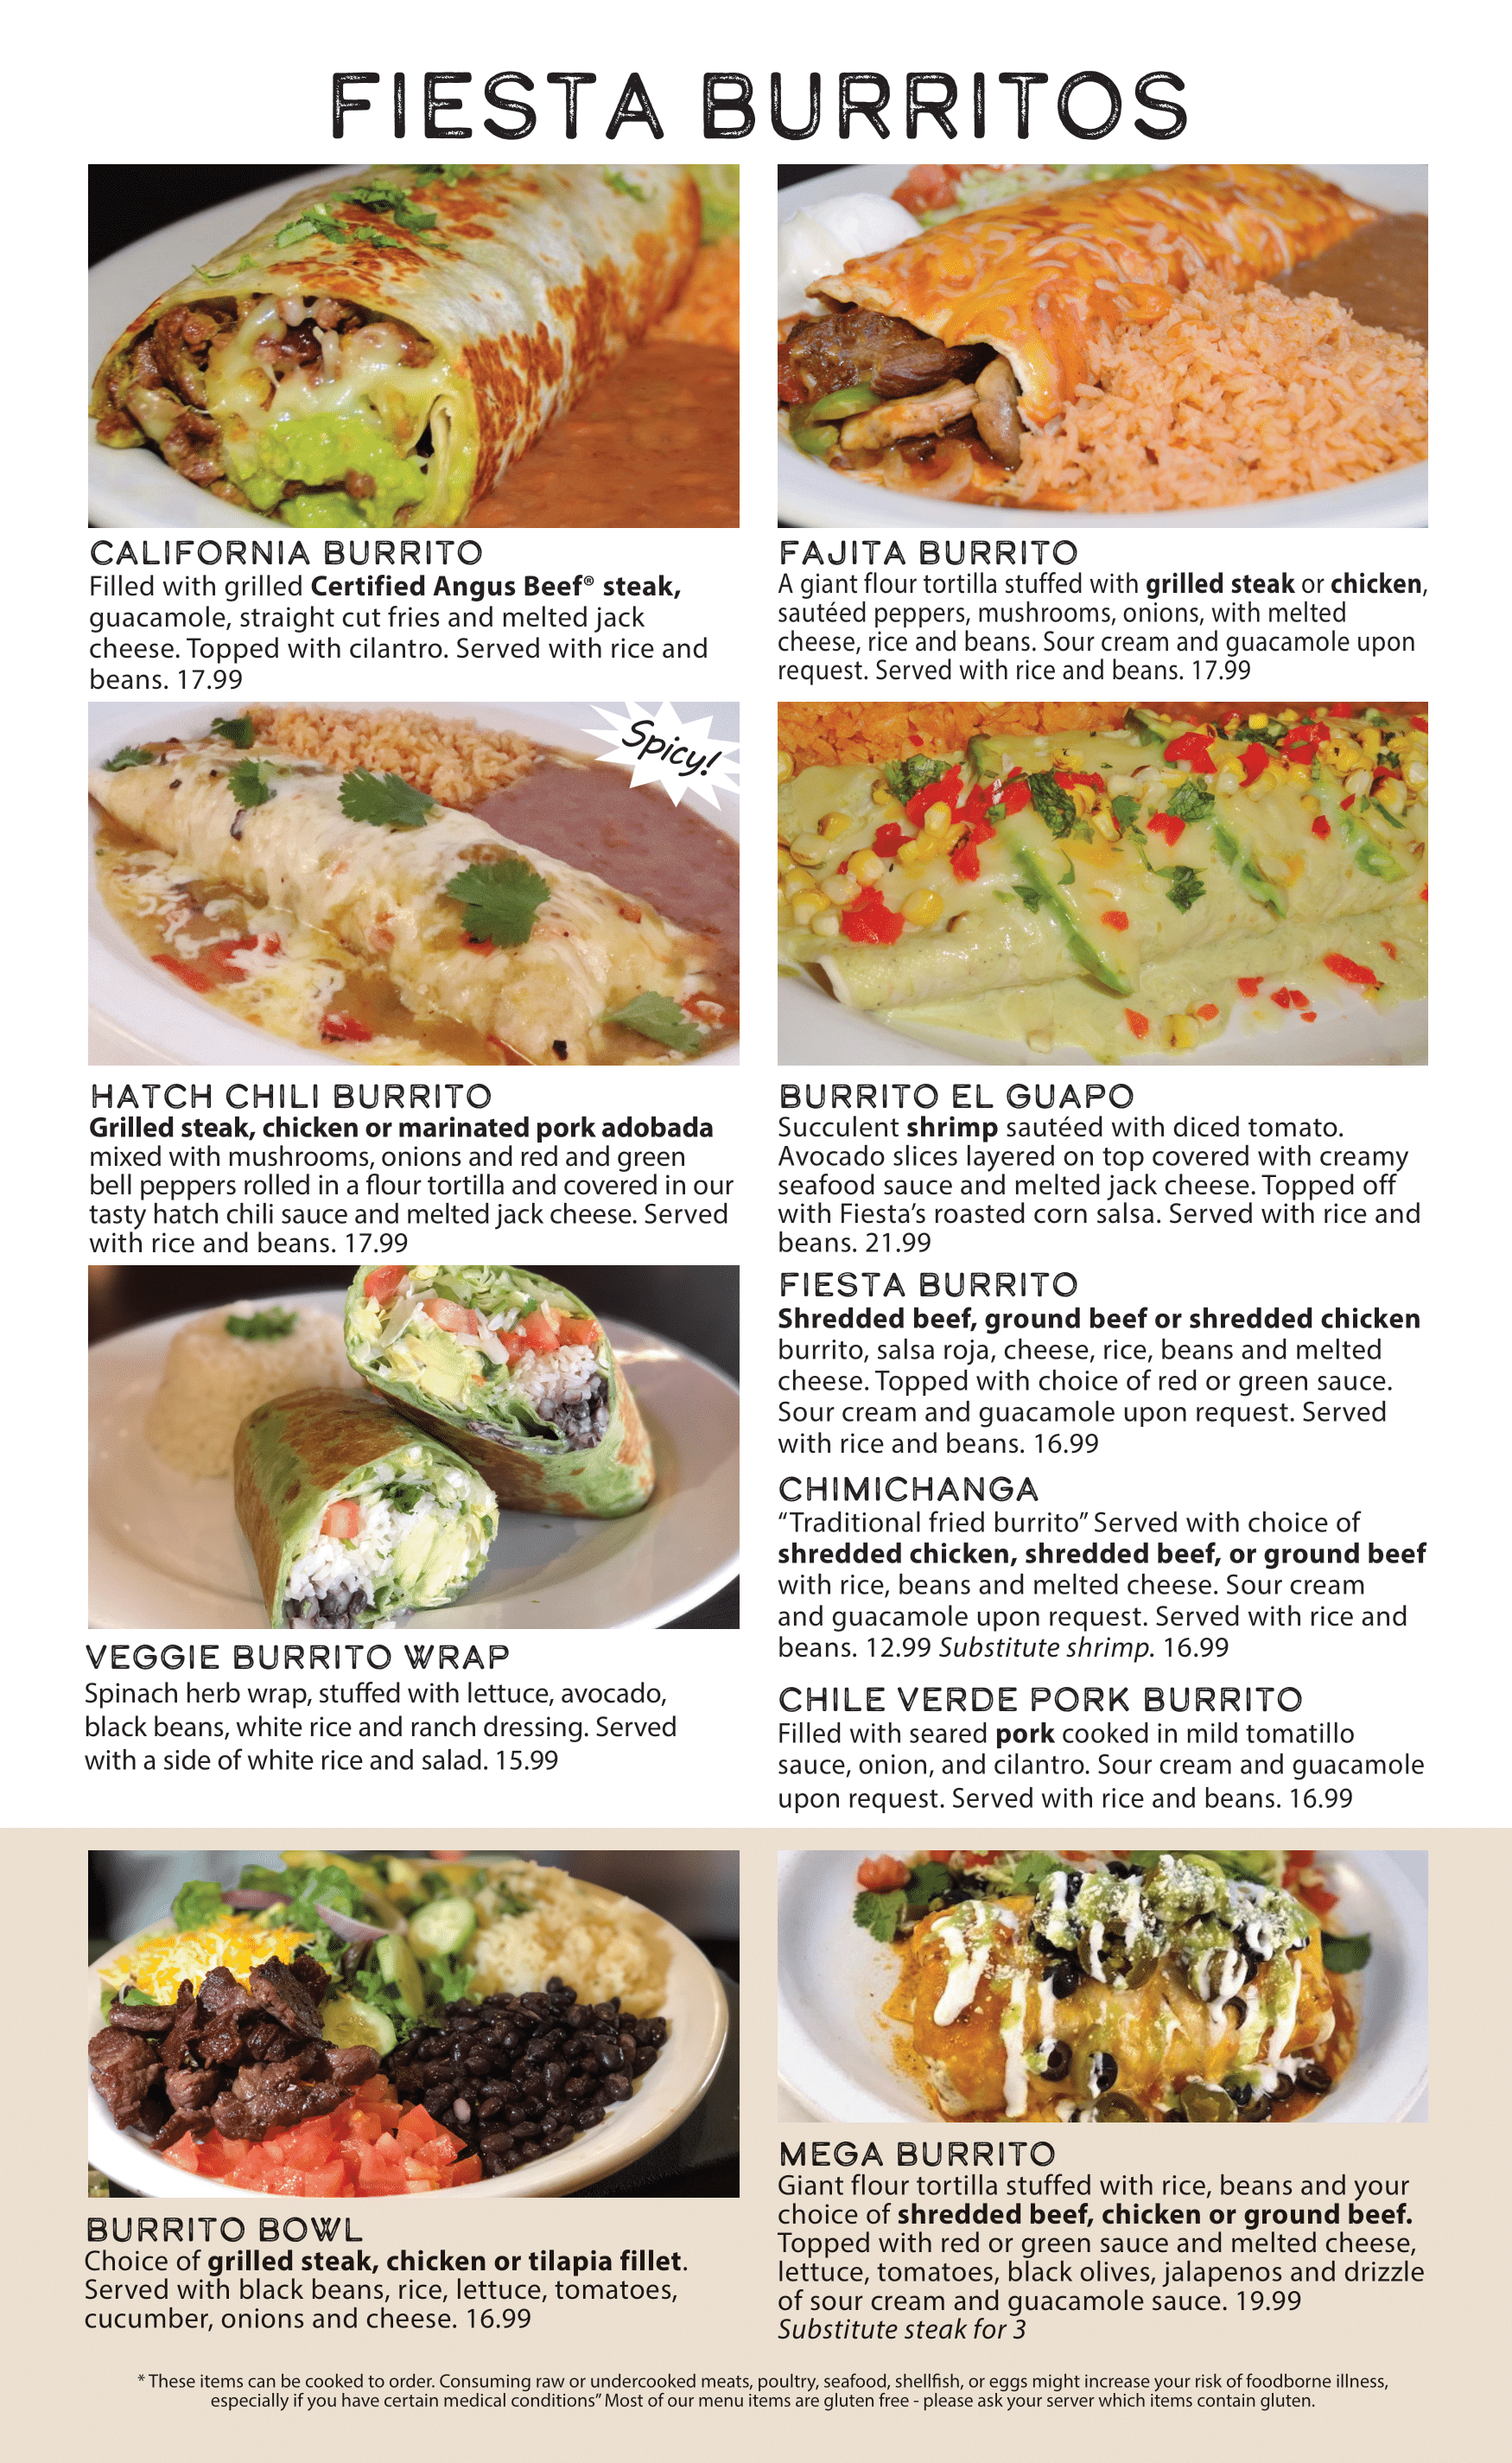 FIESTA BURRITOS
CALIFORNIA BURRITO
Filled with grilled Certified Angus Beef® steak,
guacamole, straight cut fries and melted jack
cheese. Topped with cilantro. Served with rice and
beans. 17.99
FAJITA BURRITO
A giant flour tortilla stuffed with grilled steak or chicken,
sautéed peppers, mushrooms, onions, with melted
cheese, rice and beans. Sour cream and guacamole upon
request. Served with rice and beans. 17.99
Spicy!
HATCH CHILI BURRITO
Grilled steak, chicken or marinated pork adobada
mixed with mushrooms, onions and red and green
bell peppers rolled in a flour tortilla and covered in our
tasty hatch chili sauce and melted jack cheese. Served
with rice and beans. 17.99
BURRITO EL GUAPO
Succulent shrimp sautéed with diced tomato.
Avocado slices layered on top covered with creamy
seafood sauce and melted jack cheese. Topped off
with Fiesta’s roasted corn salsa. Served with rice and
beans. 21.99
FIESTA BURRITO
Shredded beef, ground beef or shredded chicken
burrito, salsa roja, cheese, rice, beans and melted
cheese. Topped with choice of red or green sauce.
Sour cream and guacamole upon request. Served
with rice and beans. 16.99
CHIMICHANGA
“Traditional fried burrito” Served with choice of
shredded chicken, shredded beef, or ground beef
with rice, beans and melted cheese. Sour cream
and guacamole upon request. Served with rice and
beans. 12.99 Substitute shrimp. 16.99
VEGGIE BURRITO WRAP
Spinach herb wrap, stuffed with lettuce, avocado,
black beans, white rice and ranch dressing. Served
with a side of white rice and salad. 15.99
CHILE VERDE PORK BURRITO
Filled with seared pork cooked in mild tomatillo
sauce, onion, and cilantro. Sour cream and guacamole
upon request. Served with rice and beans. 16.99
BURRITO BOWL
Choice of grilled steak, chicken or tilapia fillet.
Served with black beans, rice, lettuce, tomatoes,
cucumber, onions and cheese. 16.99
MEGA BURRITO
Giant flour tortilla stuffed with rice, beans and your
choice of shredded beef, chicken or ground beef.
Topped with red or green sauce and melted cheese,
lettuce, tomatoes, black olives, jalapenos and drizzle
of sour cream and guacamole sauce. 19.99
Substitute steak for 3
* These items can be cooked to order. Consuming raw or undercooked meats, poultry, seafood, shellfish, or eggs might increase your risk of foodborne illness,
especially if you have certain medical conditions” Most of our menu items are gluten free - please ask your server which items contain gluten.